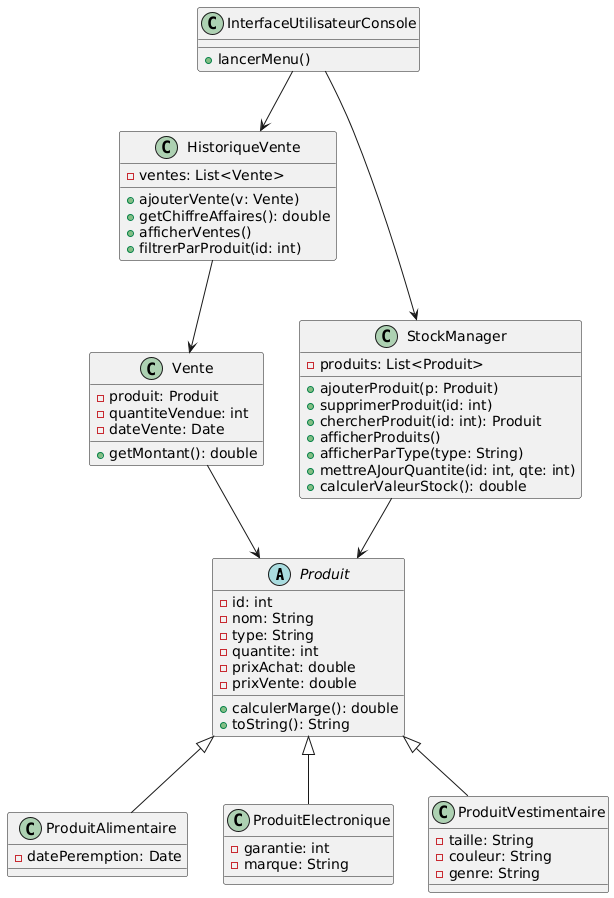 C InterfaceUtilisateurConsole
lancerMenu()
C HistoriqueVente
ventes: List<Vente>
ajouterVente(v: Vente)
getChiffreAffaires(): double
afficherVentes()
filtrerParProduit(id: int)
C Vente
produit: Produit
quantiteVendue: int
dateVente: Date
getMontant(): double
C StockManager
produits: List<Produit>
ajouterProduit(p: Produit)
supprimerProduit(id: int)
chercherProduit(id: int): Produit
afficherProduits()
afficherParType(type: String)
mettreAJourQuantite(id: int, qte: int)
calculerValeurStock(): double
A Produit
id: int
nom: String
type: String
quantite: int
prixAchat: double
prixVente: double
calculerMarge(): double
toString(): String
C ProduitAlimentaire
datePeremption: Date
C ProduitElectronique
garantie: int
marque: String
C ProduitVestimentaire
taille: String
couleur: String
genre: String